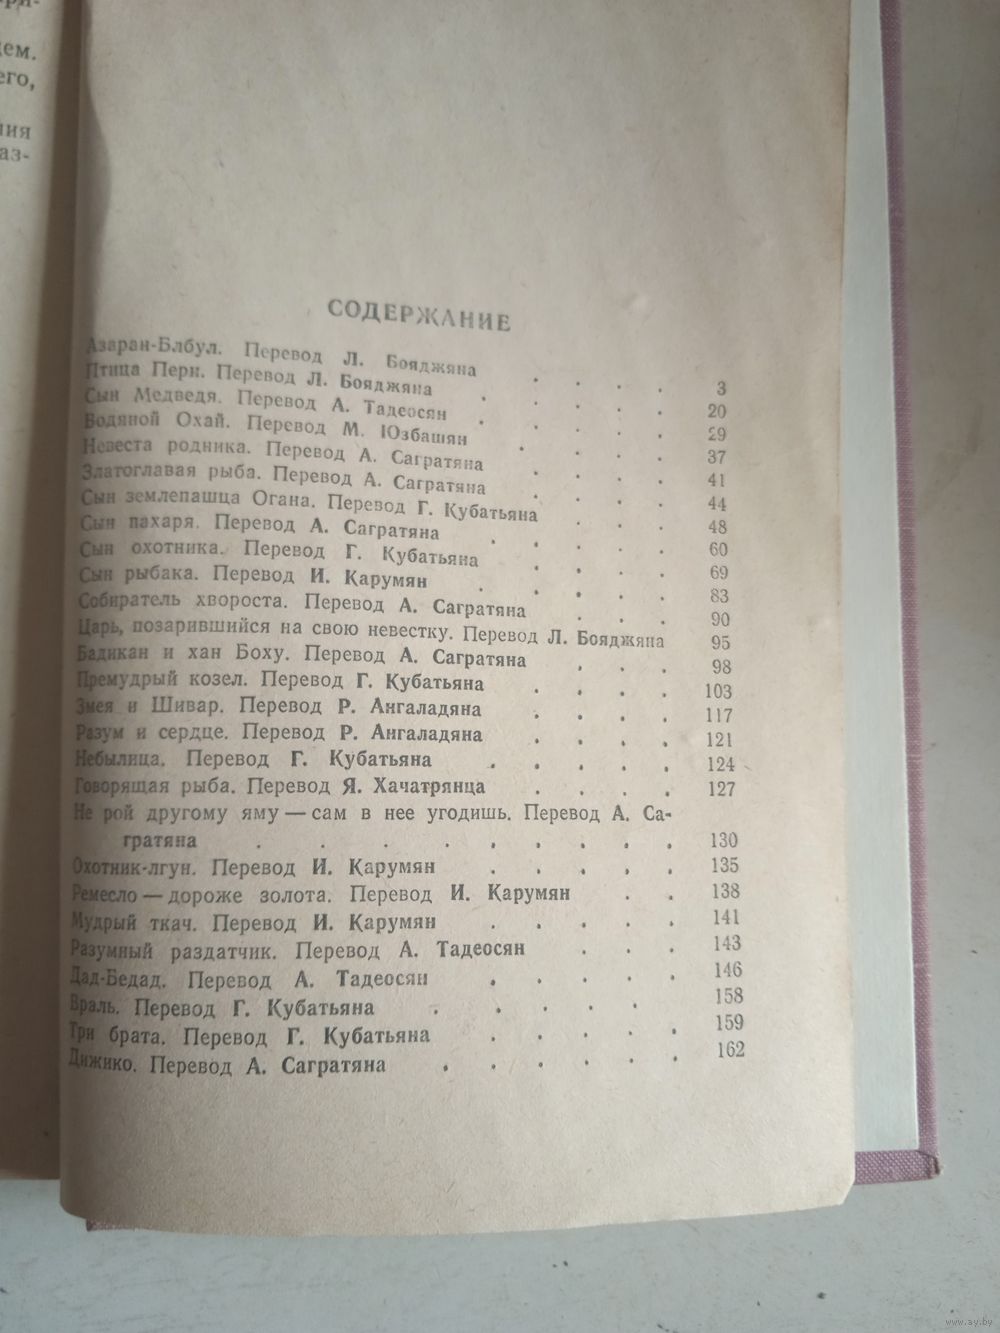 ем.
его,
ния
аз-
СОДЕРЖАНИЕ
Азаран-Блбул. Перевод Л. Бояджяна . . . . 3
Птица Пери. Перевод Л. Бояджяна . . . . . 20
Сын Медведя. Перевод А. Тадеосян . . . . . 29
Водяной Охай. Перевод М. Юзбашян . . . . 37
Невеста родника. Перевод А. Сагратяна . . . . 41
Златоглавая рыба. Перевод А. Сагратяна . . . . 44
Сын землепашца Огана. Перевод Г. Кубатьяна . . . . 48
Сын пахаря. Перевод А. Сагратяна . . . . . 60
Сын охотника. Перевод Г. Кубатьяна . . . . 69
Сын рыбака. Перевод И. Карумян . . . . . 83
Собиратель хвороста. Перевод А. Сагратяна . . . 90
Царь, позарившийся на свою невестку. Перевод Л. Бояджяна 95
Бадикан и хан Боху. Перевод А. Сагратяна . . . 98
Премудрый козел. Перевод Г. Кубатьяна . . . . 103
Змея и Шивар. Перевод Р. Ангаладяна . . . . 117
Разум и сердце. Перевод Р. Ангаладяна . . . . 121
Небылица. Перевод Г. Кубатьяна . . . . . 124
Говорящая рыба. Перевод Я. Хачатрянца . . . . 127
Не рой другому яму — сам в нее угодишь. Перевод А. Са-
гратяна . . . . . . . . . 130
Охотник-лгун. Перевод И. Карумян . . . . . 135
Ремесло — дороже золота. Перевод И. Карумян . . 138
Мудрый ткач. Перевод И. Карумян . . . . . 141
Разумный раздатчик. Перевод А. Тадеосян . . . 143
Дад-Бедад. Перевод А. Тадеосян . . . . . 146
Враль. Перевод Г. Кубатьяна . . . . . 158
Три брата. Перевод Г. Кубатьяна . . . . . 159
Дижико. Перевод А. Сагратяна . . . . . . 162
www.ay.by